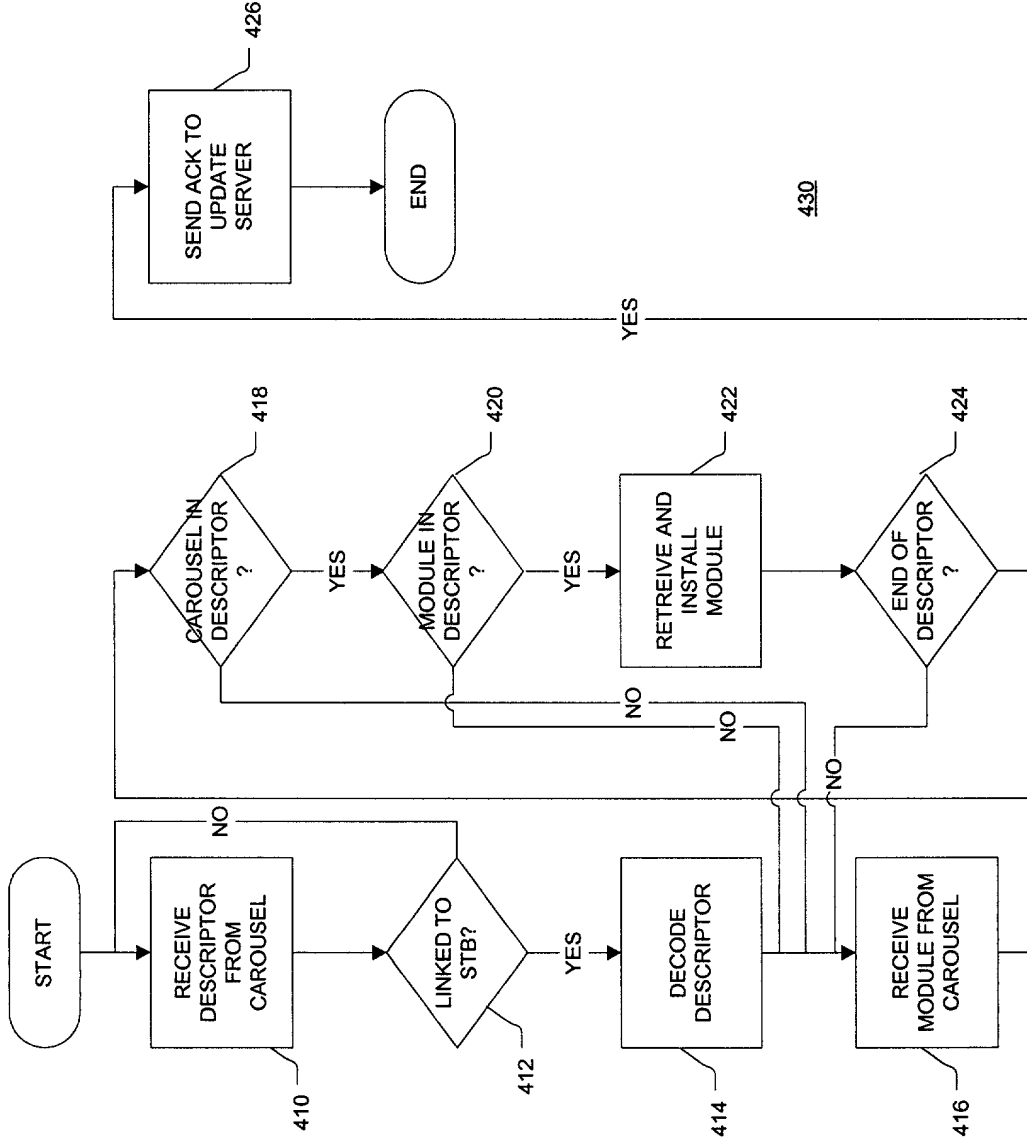 START
RECEIVE
DESCRIPTOR
FROM
CAROUSEL
410
NO
LINKED TO
STB?
412
YES
DECODE
DESCRIPTOR
414
RECEIVE
MODULE FROM
CAROUSEL
416
CAROUSEL IN
DESCRIPTOR
?
418
YES
NO
MODULE IN
DESCRIPTOR
?
420
YES
NO
RETREIVE AND
INSTALL
MODULE
422
END OF
DESCRIPTOR
?
424
NO
YES
SEND ACK TO
UPDATE
SERVER
426
END
430